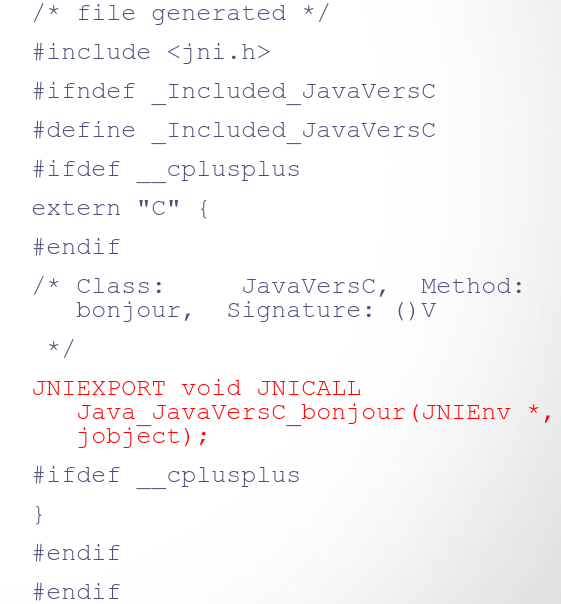 /* file generated */
#include <jni.h>
#ifndef _Included_JavaVersC
#define _Included_JavaVersC
#ifdef __cplusplus
extern "C" {
#endif
/* Class:     JavaVersC,  Method:
   bonjour,  Signature: ()V
 */
JNIEXPORT void JNICALL
   Java_JavaVersC_bonjour(JNIEnv *,
   jobject);
#ifdef __cplusplus
}
#endif
#endif